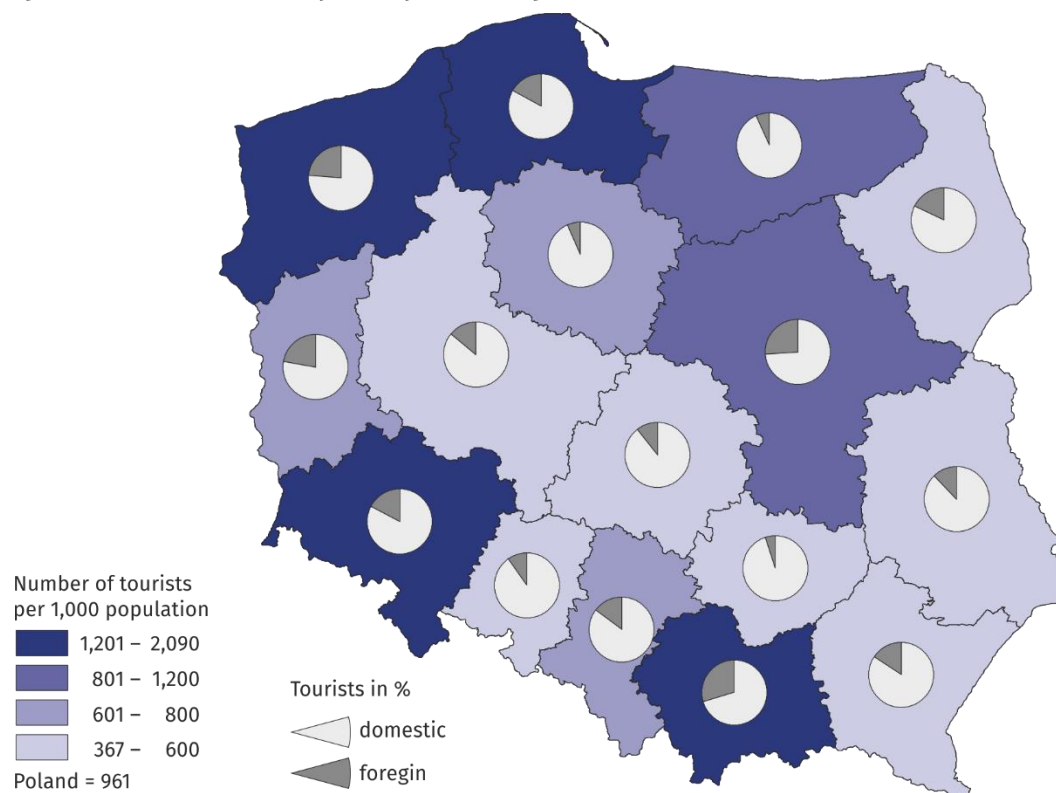 Number of tourists
per 1,000 population
1,201 – 2,090
801 – 1,200
601 – 800
367 – 600
Poland = 961
Tourists in %
domestic
foregin